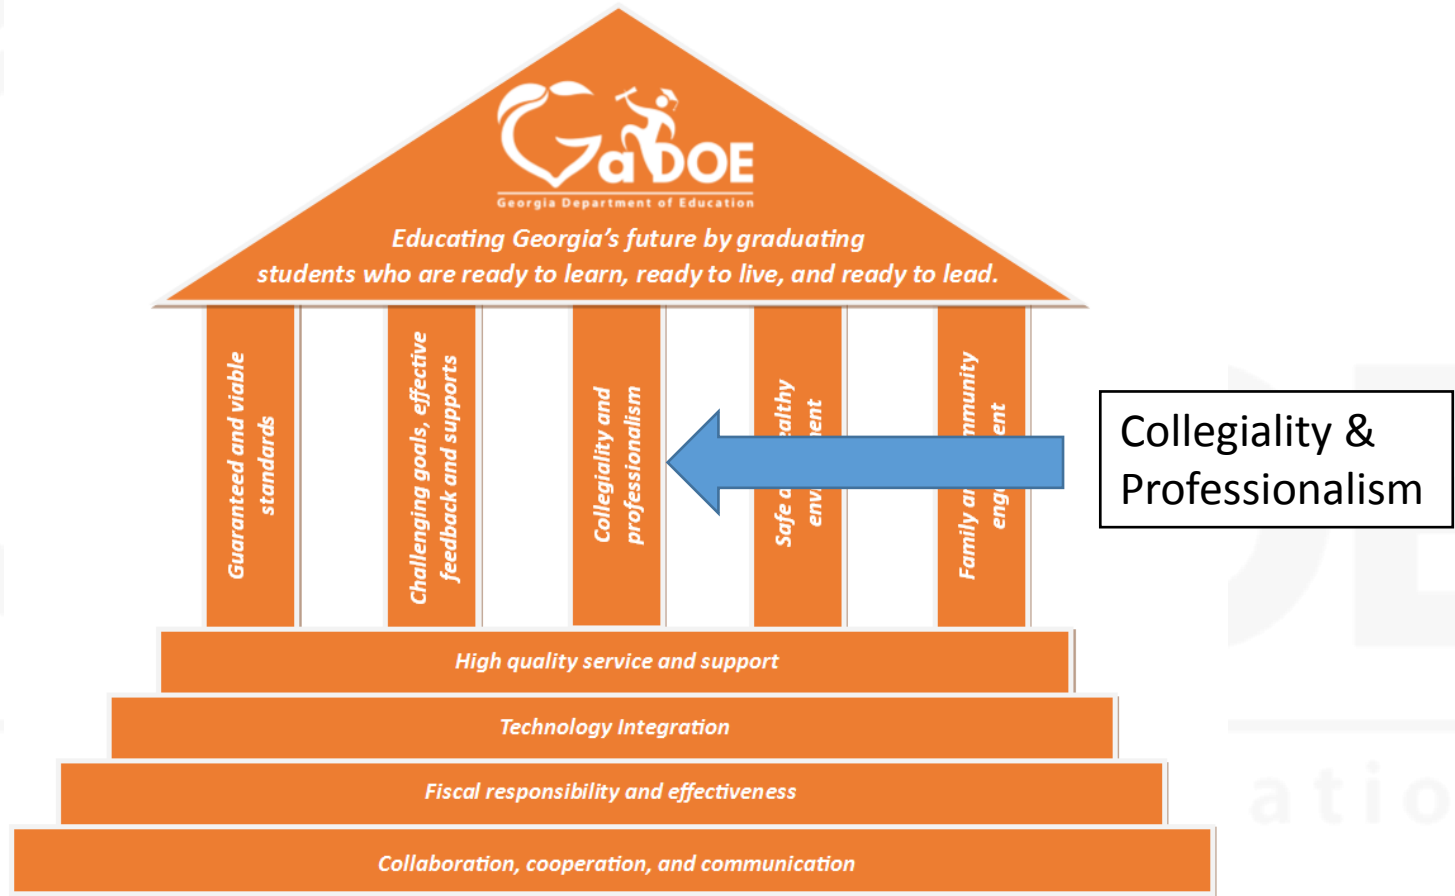 GaDOE
Georgia Department of Education
Educating Georgia's future by graduating
students who are ready to learn, ready to live, and ready to lead.
Guaranteed and viable
standards
Challenging goals, effective
feedback and supports
Collegiality and
professionalism
Safe
Family
Collegiality &
Professionalism
High quality service and support
Technology Integration
Fiscal responsibility and effectiveness
Collaboration, cooperation, and communication